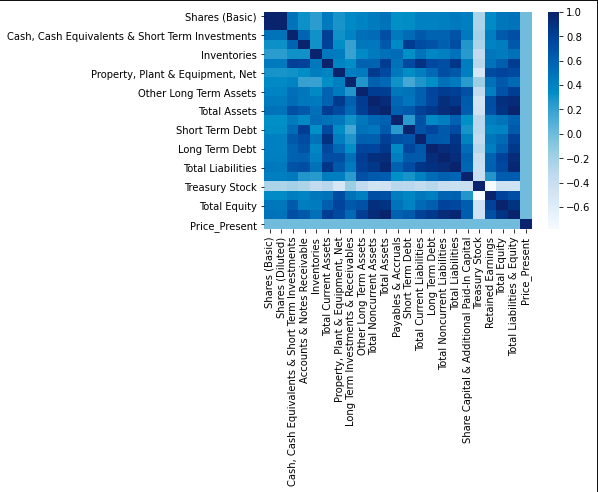 Shares (Basic)
Cash, Cash Equivalents & Short Term Investments
Inventories
Property, Plant & Equipment, Net
Other Long Term Assets
Total Assets
Short Term Debt
Long Term Debt
Total Liabilities
Treasury Stock
Total Equity
Price_Present
1.0
0.8
0.6
0.4
0.2
0.0
−0.2
−0.4
−0.6
Shares (Basic)
Shares (Diluted)
Cash, Cash Equivalents & Short Term Investments
Accounts & Notes Receivable
Inventories
Total Current Assets
Property, Plant & Equipment, Net
Long Term Investments & Receivables
Other Long Term Assets
Total Noncurrent Assets
Total Assets
Payables & Accruals
Short Term Debt
Total Current Liabilities
Long Term Debt
Total Noncurrent Liabilities
Total Liabilities
Share Capital & Additional Paid-In Capital
Treasury Stock
Retained Earnings
Total Equity
Total Liabilities & Equity
Price_Present